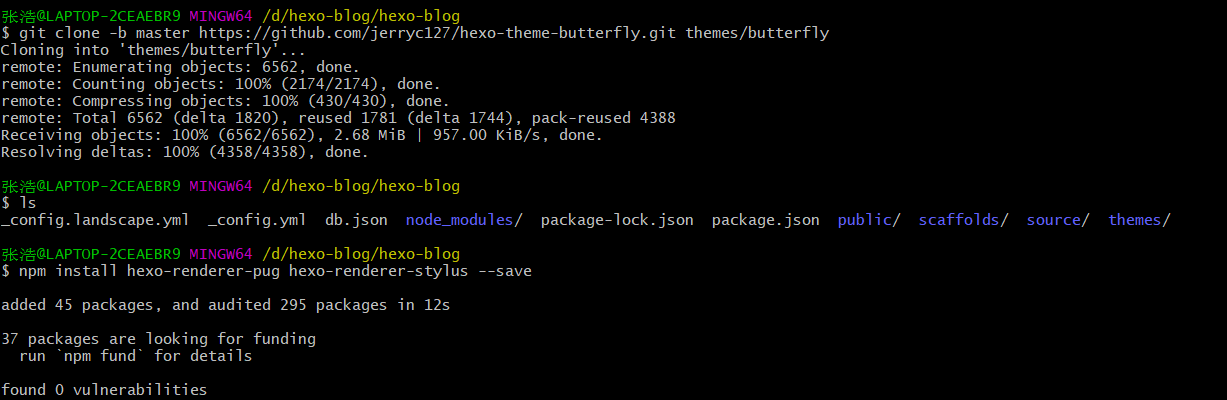 张浩@LAPTOP-2CEAEBR9 MINGW64 /d/hexo-blog/hexo-blog
$ git clone -b master https://github.com/jerryc127/hexo-theme-butterfly.git themes/butterfly
Cloning into 'themes/butterfly'...
remote: Enumerating objects: 6562, done.
remote: Counting objects: 100% (2174/2174), done.
remote: Compressing objects: 100% (430/430), done.
remote: Total 6562 (delta 1820), reused 1781 (delta 1744), pack-reused 4388
Receiving objects: 100% (6562/6562), 2.68 MiB | 957.00 KiB/s, done.
Resolving deltas: 100% (4358/4358), done.
张浩@LAPTOP-2CEAEBR9 MINGW64 /d/hexo-blog/hexo-blog
$ ls
_config.landscape.yml _config.yml db.json node_modules/ package-lock.json package.json public/ scaffolds/ source/ themes/
张浩@LAPTOP-2CEAEBR9 MINGW64 /d/hexo-blog/hexo-blog
$ npm install hexo-renderer-pug hexo-renderer-stylus --save
added 45 packages, and audited 295 packages in 12s
37 packages are looking for funding
run `npm fund` for details
found 0 vulnerabilities